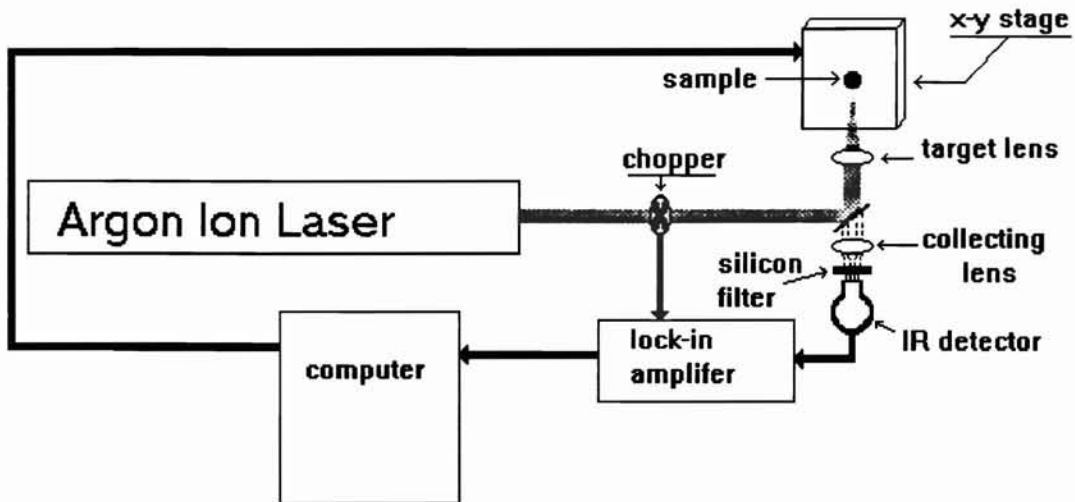 x-y stage
sample
target lens
chopper
Argon Ion Laser
collecting
lens
silicon
filter
IR detector
lock-in
amplifer
computer